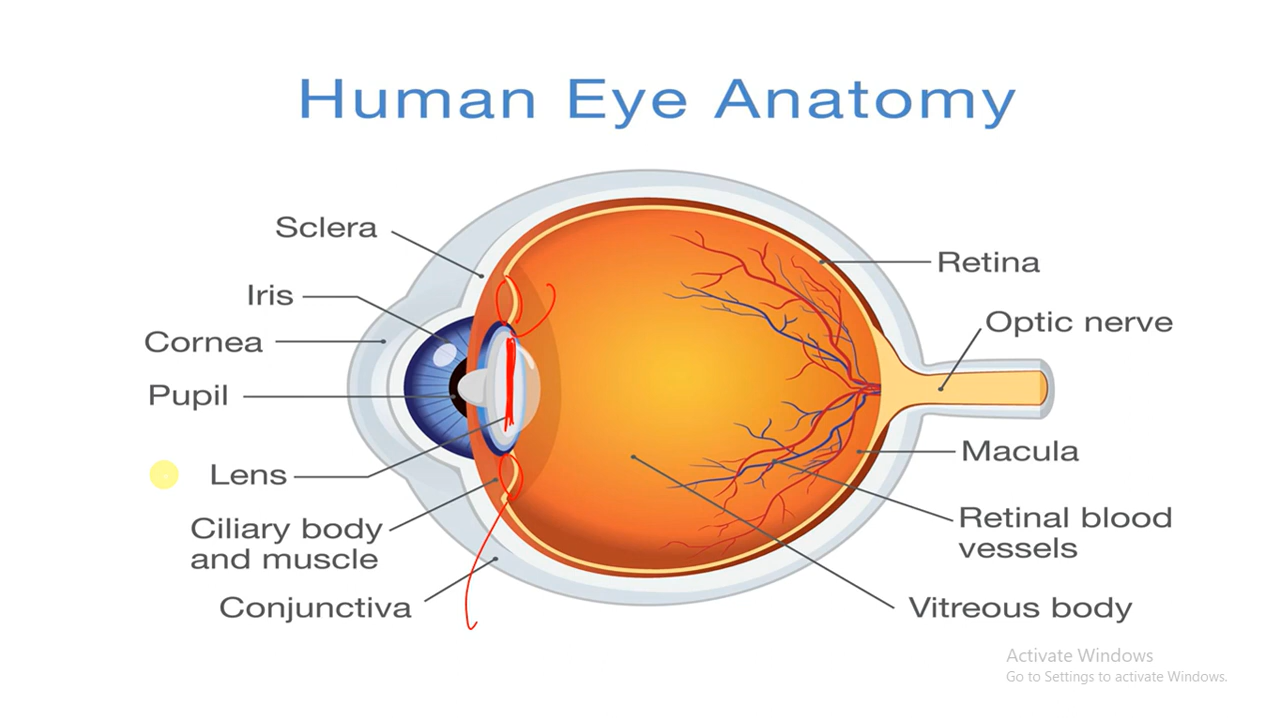 Human Eye Anatomy
Sclera
Iris
Cornea
Pupil
Lens
Ciliary body
and muscle
Conjunctiva
Retina
Optic nerve
Macula
Retinal blood
vessels
Vitreous body
Activate Windows
Go to Settings to activate Windows.